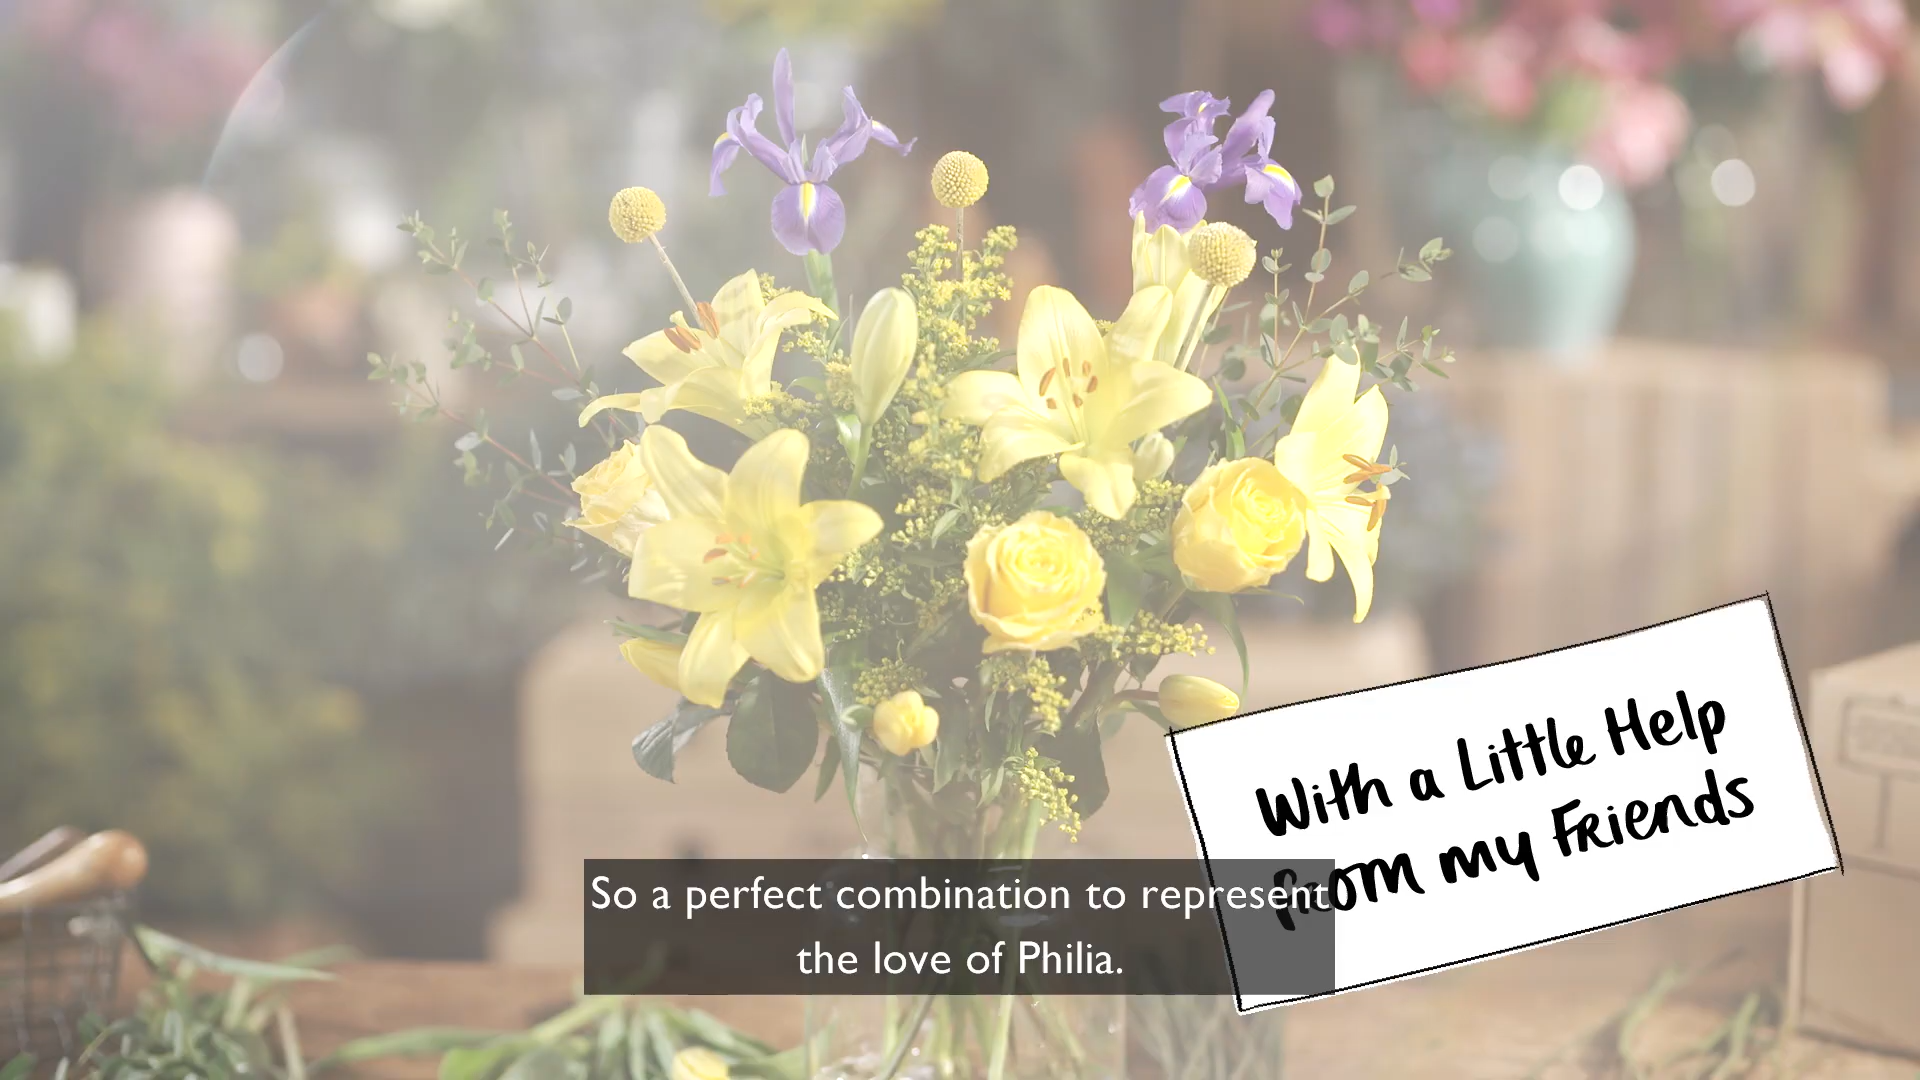 With a Little Help
from my Friends
So a perfect combination to represent
the love of Philia.